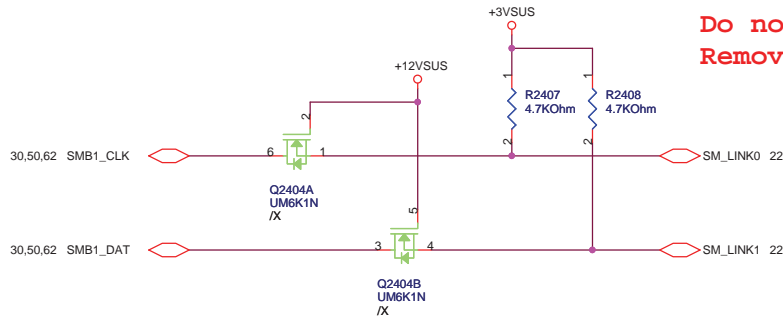 +3VSUS
Do no
Remov
+12VSUS
1
1
R2407
4.7KOhm
R2408
4.7KOhm
2
2
2
30,50,62 SMB1_CLK
6
1
SM_LINK0 22
Q2404A
UM6K1N
/X
5
30,50,62 SMB1_DAT
3
4
SM_LINK1 22
Q2404B
UM6K1N
/X